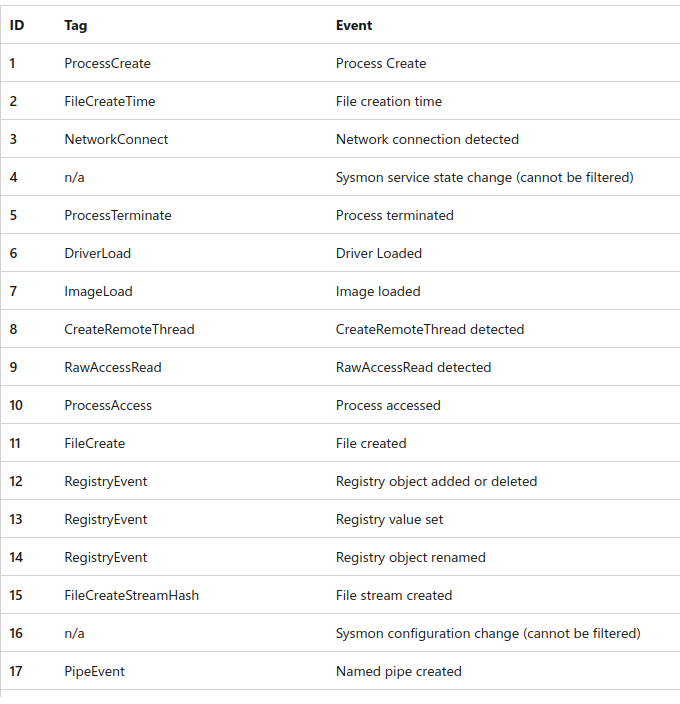 ID Tag Event
1 ProcessCreate Process Create
2 FileCreateTime File creation time
3 NetworkConnect Network connection detected
4 n/a Sysmon service state change (cannot be filtered)
5 ProcessTerminate Process terminated
6 DriverLoad Driver Loaded
7 ImageLoad Image loaded
8 CreateRemoteThread CreateRemoteThread detected
9 RawAccessRead RawAccessRead detected
10 ProcessAccess Process accessed
11 FileCreate File created
12 RegistryEvent Registry object added or deleted
13 RegistryEvent Registry value set
14 RegistryEvent Registry object renamed
15 FileCreateStreamHash File stream created
16 n/a Sysmon configuration change (cannot be filtered)
17 PipeEvent Named pipe created